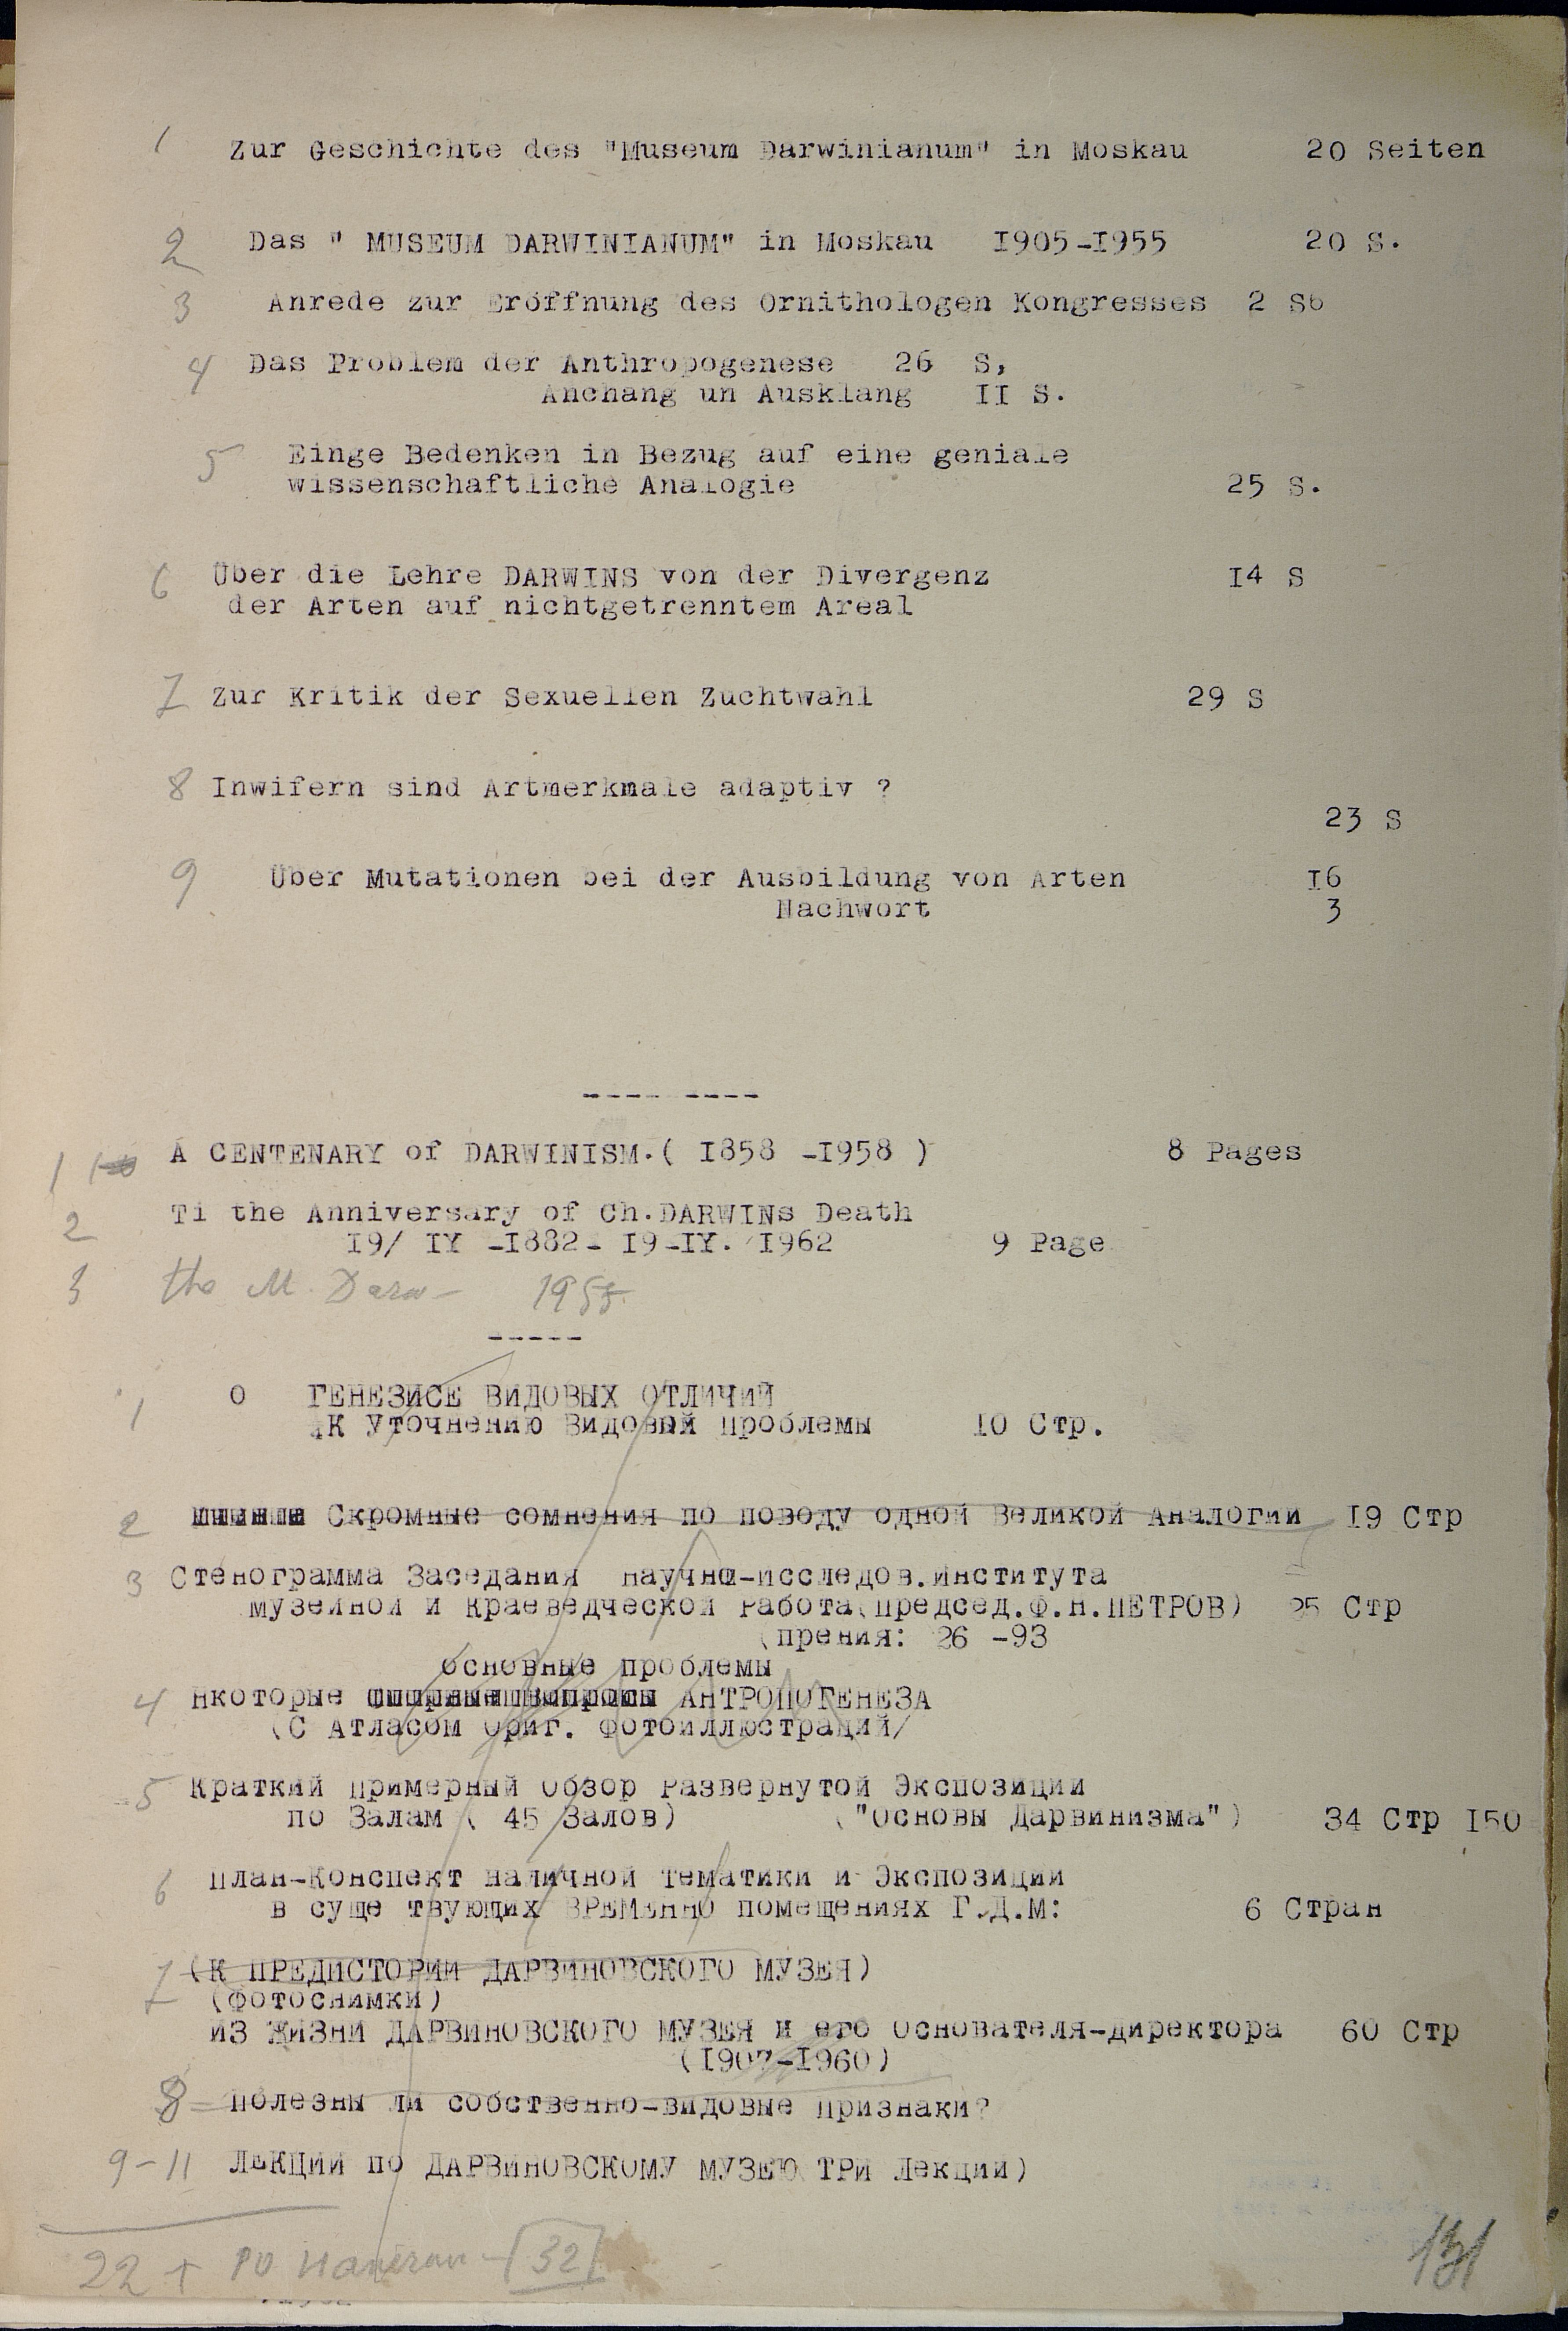 1 Zur Geschichte des "Museum Darwinianum" in Moskau 20 Seiten
2 Das " MUSEUM DARWINIANUM" in Moskau I905-I955 20 S.
3 Anrede zur Eröffnung des Ornithologen Kongresses 2 S6
4 Das Problem der Anthropogenese 26 S,
Anchang un Ausklang II S.
5 Einge Bedenken in Bezug auf eine geniale
wissenschaftliche Analogie 25 S.
6 Über die Lehre DARWINS von der Divergenz I4 S
der Arten auf nichtgetrenntem Areal
7 Zur Kritik der Sexuellen Zuchtwahl 29 S
8 Inwifern sind Artmerkmale adaptiv ?
23 S
9 Über Mutationen bei der Ausbildung von Arten I6
Nachwort 3
---- ----
1 A CENTENARY of DARWINISM.( I858 -I958 ) 8 Pages
2 Ti the Anniversary of Ch.DARWINs Death
I9/ IY -I882- I9-IY. I962 9 Page
3 the M. Darw- 1955.
-----
1 О ГЕНЕЗИСЕ ВИДОВЫХ ОТЛИЧИЙ
К Уточнению Видовой Проблемы 10 Стр.
2 Скромные сомнения по поводу одной Великой Аналогии I9 Стр
3 Стенограмма Заседания Научно-исследов.Института
Музейной и Краеведческой Работа(Председ.Ф.Н.ПЕТРОВ) 25 Стр
(прения: 26 -93
основные проблемы
4 Нкоторые АНТРОПОГЕНЕЗА
(С Атласом Ориг. Фотоиллюстраций/
5 Краткий Примерный Обзор Развернутой Экспозиции
по Залам ( 45 Залов) ("Основы Дарвинизма") 34 Стр I50
6 План-Конспект наличной Тематики и Экспозиции
в суще твующих ВРЕМЕННО помещениях Г.Д.М: 6 Стран
7 (К ПРЕДИСТОРИИ ДАРВИНОВСКОГО МУЗЕЯ)
(Фотоснимки)
ИЗ ЖИЗНИ ДАРВИНОВСКОГО МУЗЕЯ И его Основателя-директора 60 Стр
(I907-I960)
8 Полезны ли собственно-видовые Признаки?
9-11 ЛЕКЦИИ ПО ДАРВИНОВСКОМУ МУЗЕЮ ТРИ Лекции)
22 + 10 32
131